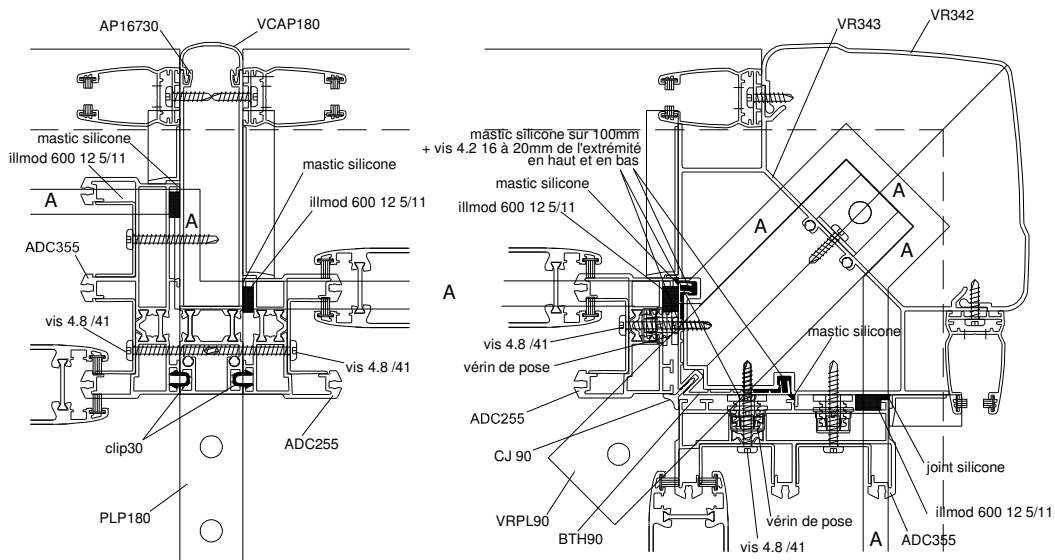 AP16730
VCAP180
mastic silicone
illmod 600 12 5/11
mastic silicone
illmod 600 12 5/11
A
A
ADC355
vis 4.8 /41
vis 4.8 /41
clip30
ADC255
PLP180
A
VR343
VR342
mastic silicone sur 100mm
+ vis 4.2 16 à 20mm de l'extrémité
en haut et en bas
mastic silicone
illmod 600 12 5/11
A
A
A
vis 4.8 /41
vérin de pose
mastic silicone
ADC255
CJ 90
VRPL90
BTH90
vérin de pose
vis 4.8 /41
A
joint silicone
illmod 600 12 5/11
ADC355